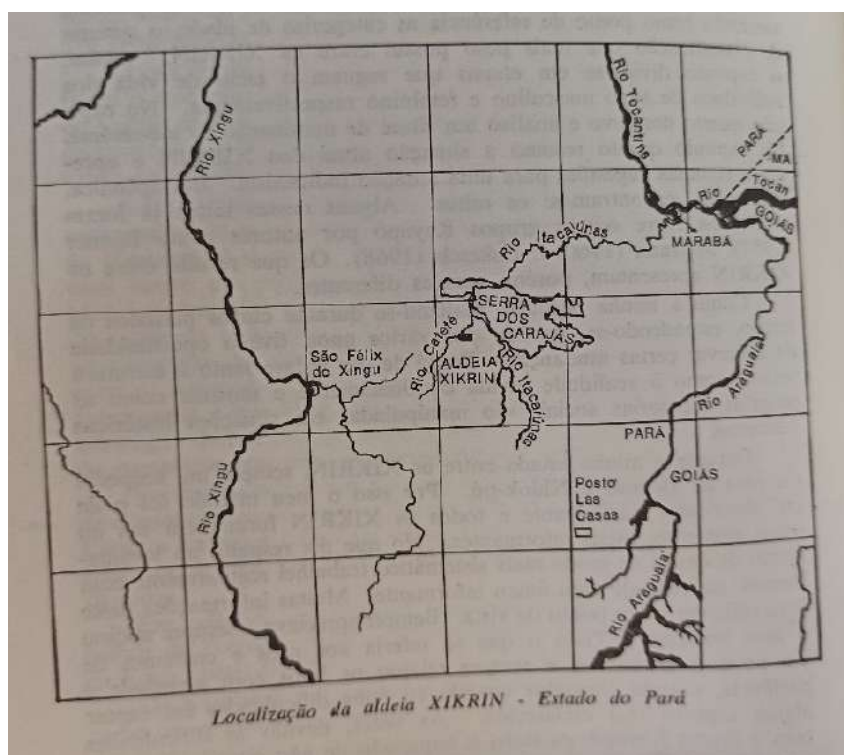 Rio Xingu
Rio Tocantins
PARÁ
MA
Rio
Tocan
GOIÁS
MARABÁ
Rio Itacaiúnas
SERRA
DOS
CARAJÁS
São Félix
do Xingu
Rio Cateté
ALDEIA
XIKRIN
Rio Itacaiúnas
Rio Araguaia
PARÁ
GOIÁS
Rio Xingu
Posto
Las
Casas
Rio Araguaia
Localização da aldeia XIKRIN - Estado do Pará